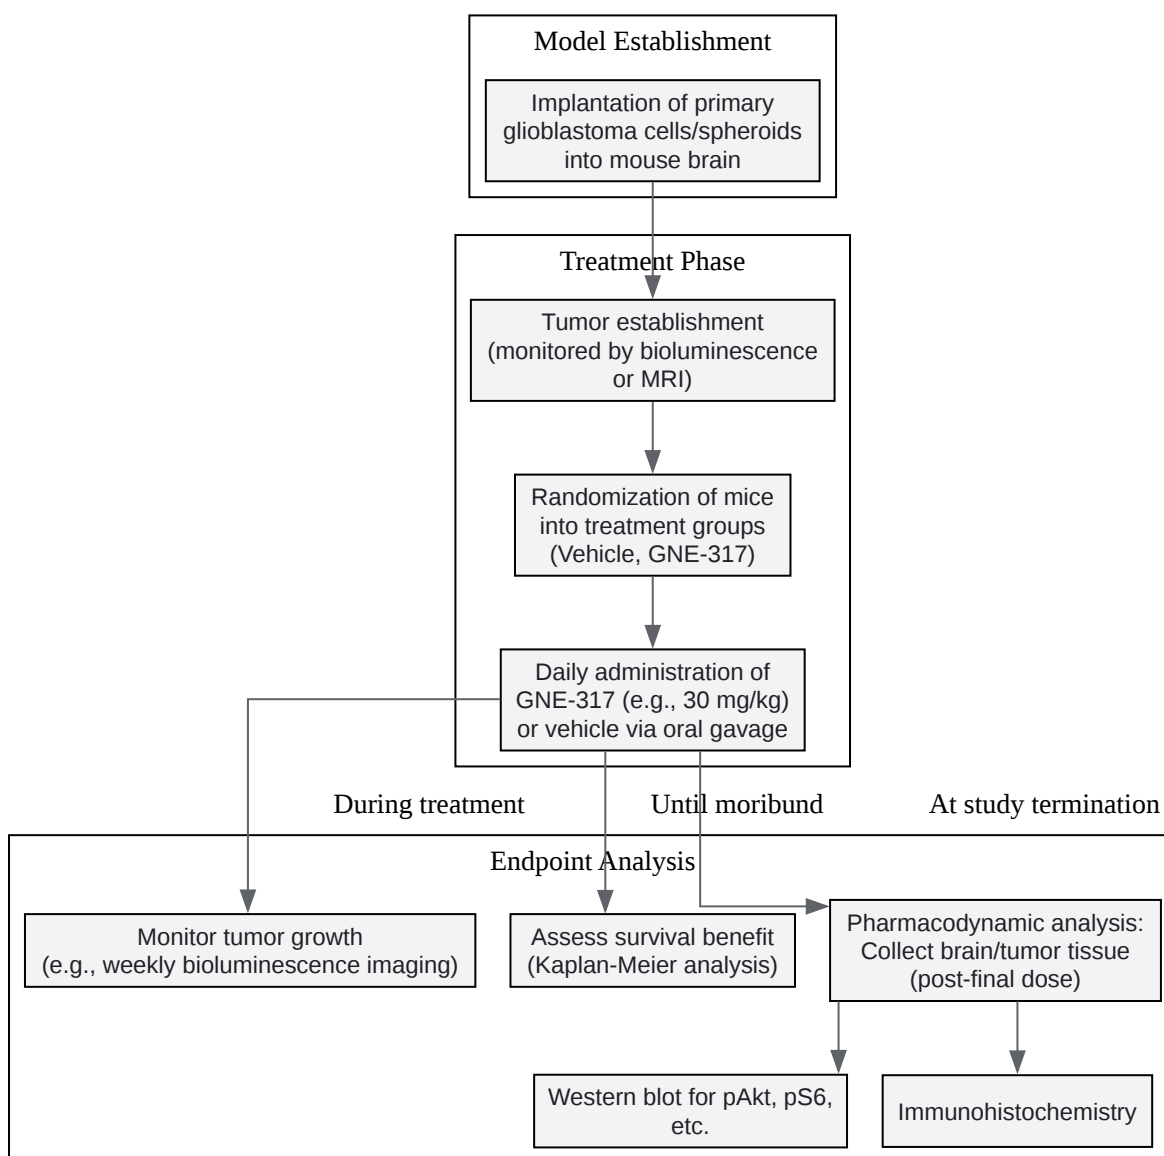 Model Establishment
Implantation of primary
glioblastoma cells/spheroids
into mouse brain
Treatment Phase
Tumor establishment
(monitored by bioluminescence
or MRI)
Randomization of mice
into treatment groups
(Vehicle, GNE-317)
Daily administration of
GNE-317 (e.g., 30 mg/kg)
or vehicle via oral gavage
During treatment
Until moribund
At study termination
Endpoint Analysis
Monitor tumor growth
(e.g., weekly bioluminescence imaging)
Assess survival benefit
(Kaplan-Meier analysis)
Pharmacodynamic analysis:
Collect brain/tumor tissue
(post-final dose)
Western blot for pAkt, pS6,
etc.
Immunohistochemistry